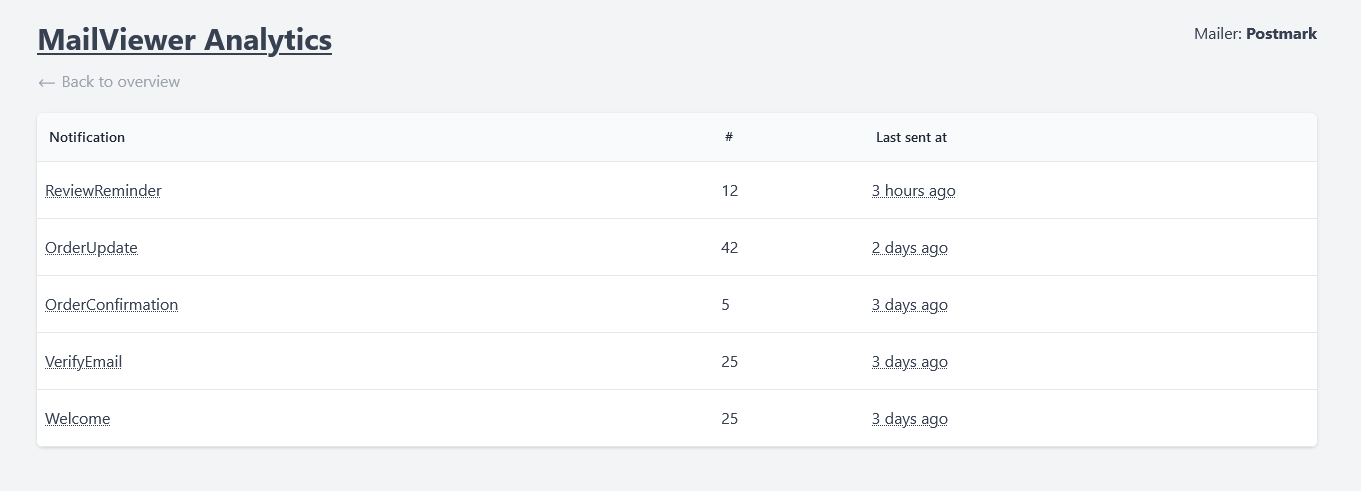 MailViewer Analytics
Mailer: Postmark
← Back to overview
Notification # Last sent at
ReviewReminder 12 3 hours ago
OrderUpdate 42 2 days ago
OrderConfirmation 5 3 days ago
VerifyEmail 25 3 days ago
Welcome 25 3 days ago